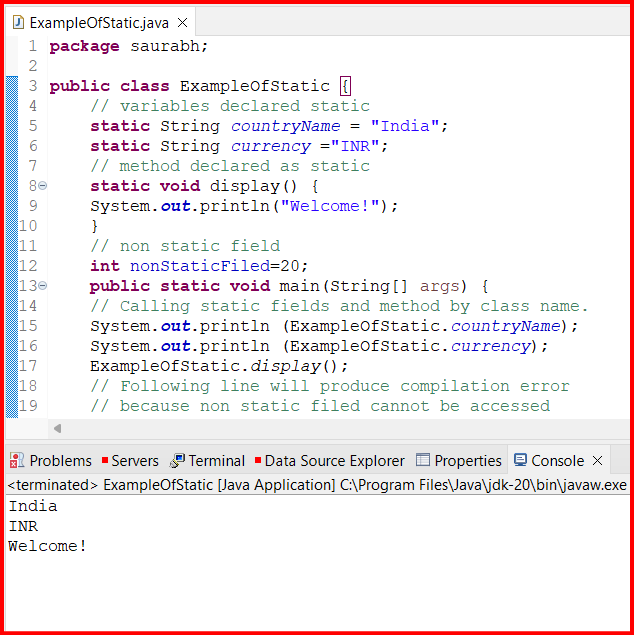 ExampleOfStatic.java
1 package saurabh;
2
3 public class ExampleOfStatic {
4 // variables declared static
5 static String countryName = "India";
6 static String currency ="INR";
7 // method declared as static
8 static void display() {
9 System.out.println("Welcome!");
10 }
11 // non static field
12 int nonStaticFiled=20;
13 public static void main(String[] args) {
14 // Calling static fields and method by class name.
15 System.out.println (ExampleOfStatic.countryName);
16 System.out.println (ExampleOfStatic.currency);
17 ExampleOfStatic.display();
18 // Following line will produce compilation error
19 // because non static filed cannot be accessed
Problems Servers Terminal Data Source Explorer Properties Console
<terminated> ExampleOfStatic [Java Application] C:\Program Files\Java\jdk-20\bin\javaw.exe
India
INR
Welcome!